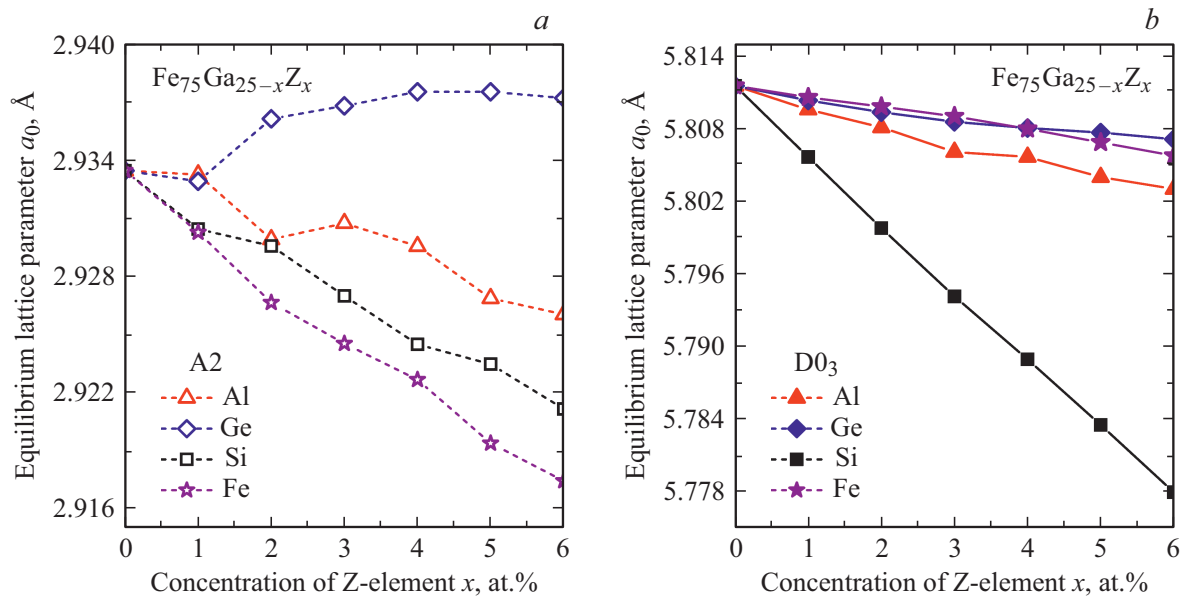 a
Equilibrium lattice parameter a₀, Å
2.940
2.934
2.928
2.922
2.916
Fe₇₅Ga₂₅₋ₓZₓ
A2
Al
Ge
Si
Fe
0 1 2 3 4 5 6
Concentration of Z-element x, at.%
b
Equilibrium lattice parameter a₀, Å
5.814
5.808
5.802
5.796
5.790
5.784
5.778
Fe₇₅Ga₂₅₋ₓZₓ
D0₃
Al
Ge
Si
Fe
0 1 2 3 4 5 6
Concentration of Z-element x, at.%